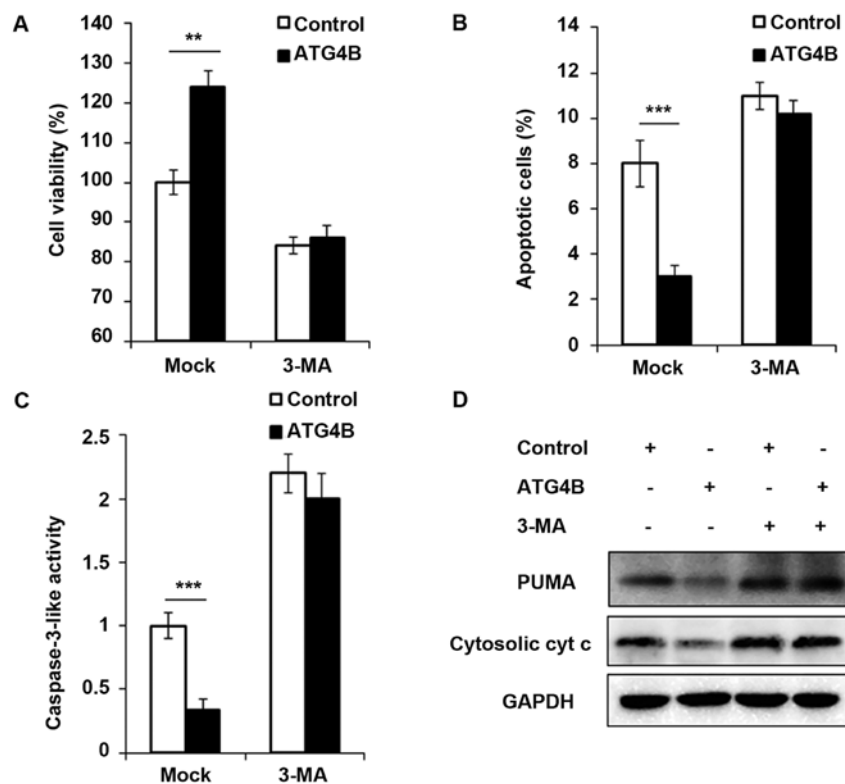 A
Control
ATG4B
**
Cell viability (%)
140
130
120
110
100
90
80
70
60
Mock 3-MA
B
Control
ATG4B
***
Apoptotic cells (%)
14
12
10
8
6
4
2
0
Mock 3-MA
C
Control
ATG4B
***
Caspase-3-like activity
2.5
2
1.5
1
0.5
0
Mock 3-MA
D
Control + - + -
ATG4B - + - +
3-MA - - + +
PUMA
Cytosolic cyt c
GAPDH